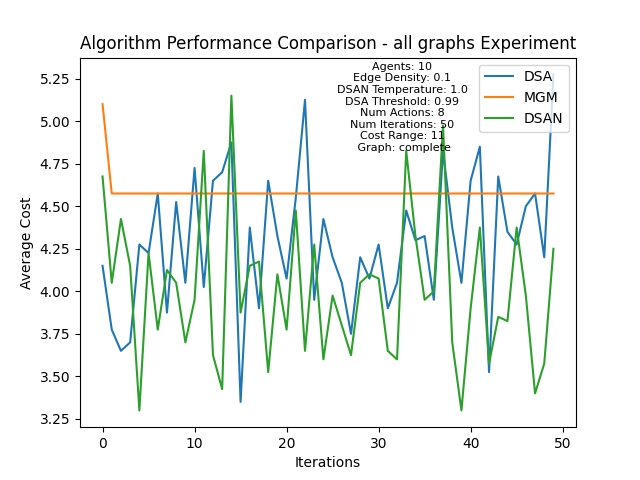 Algorithm Performance Comparison - all graphs Experiment
Agents: 10
Edge Density: 0.1
DSAN Temperature: 1.0
DSA Threshold: 0.99
Num Actions: 8
Num Iterations: 50
Cost Range: 11
Graph: complete
DSA
MGM
DSAN
Average Cost
5.25
5.00
4.75
4.50
4.25
4.00
3.75
3.50
3.25
0 10 20 30 40 50
Iterations